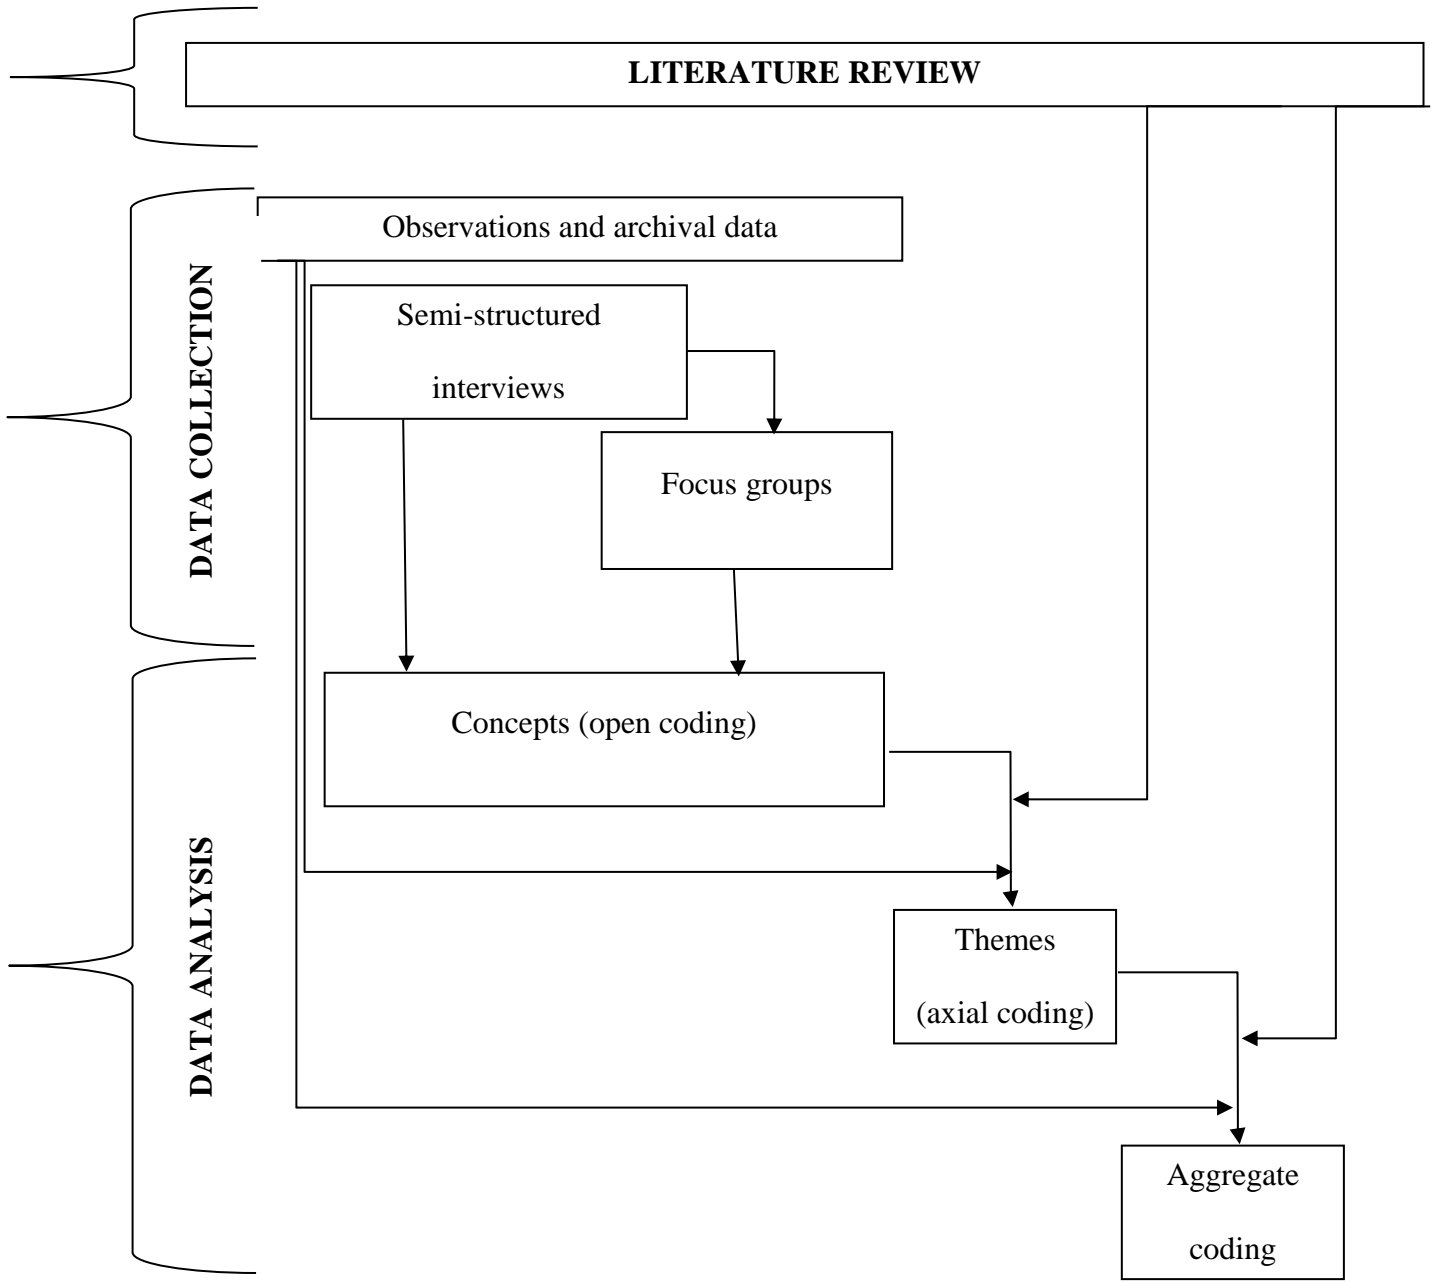 LITERATURE REVIEW
DATA COLLECTION
Observations and archival data
Semi-structured
interviews
Focus groups
DATA ANALYSIS
Concepts (open coding)
Themes
(axial coding)
Aggregate
coding